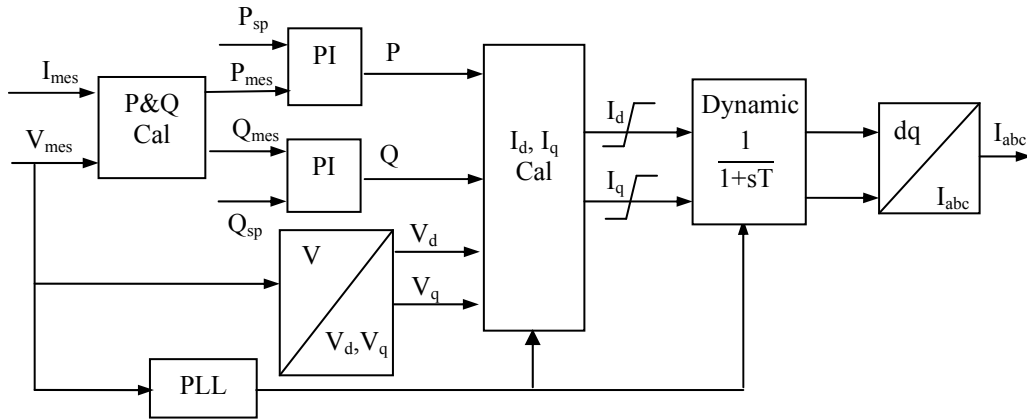 P_sp
PI
P
I_mes
P_mes
P&Q
Cal
V_mes
Q_mes
PI
Q
Q_sp
I_d, I_q
Cal
I_d
I_q
Dynamic
1
1+sT
dq
I_abc
I_abc
V
V_d,V_q
V_d
V_q
PLL